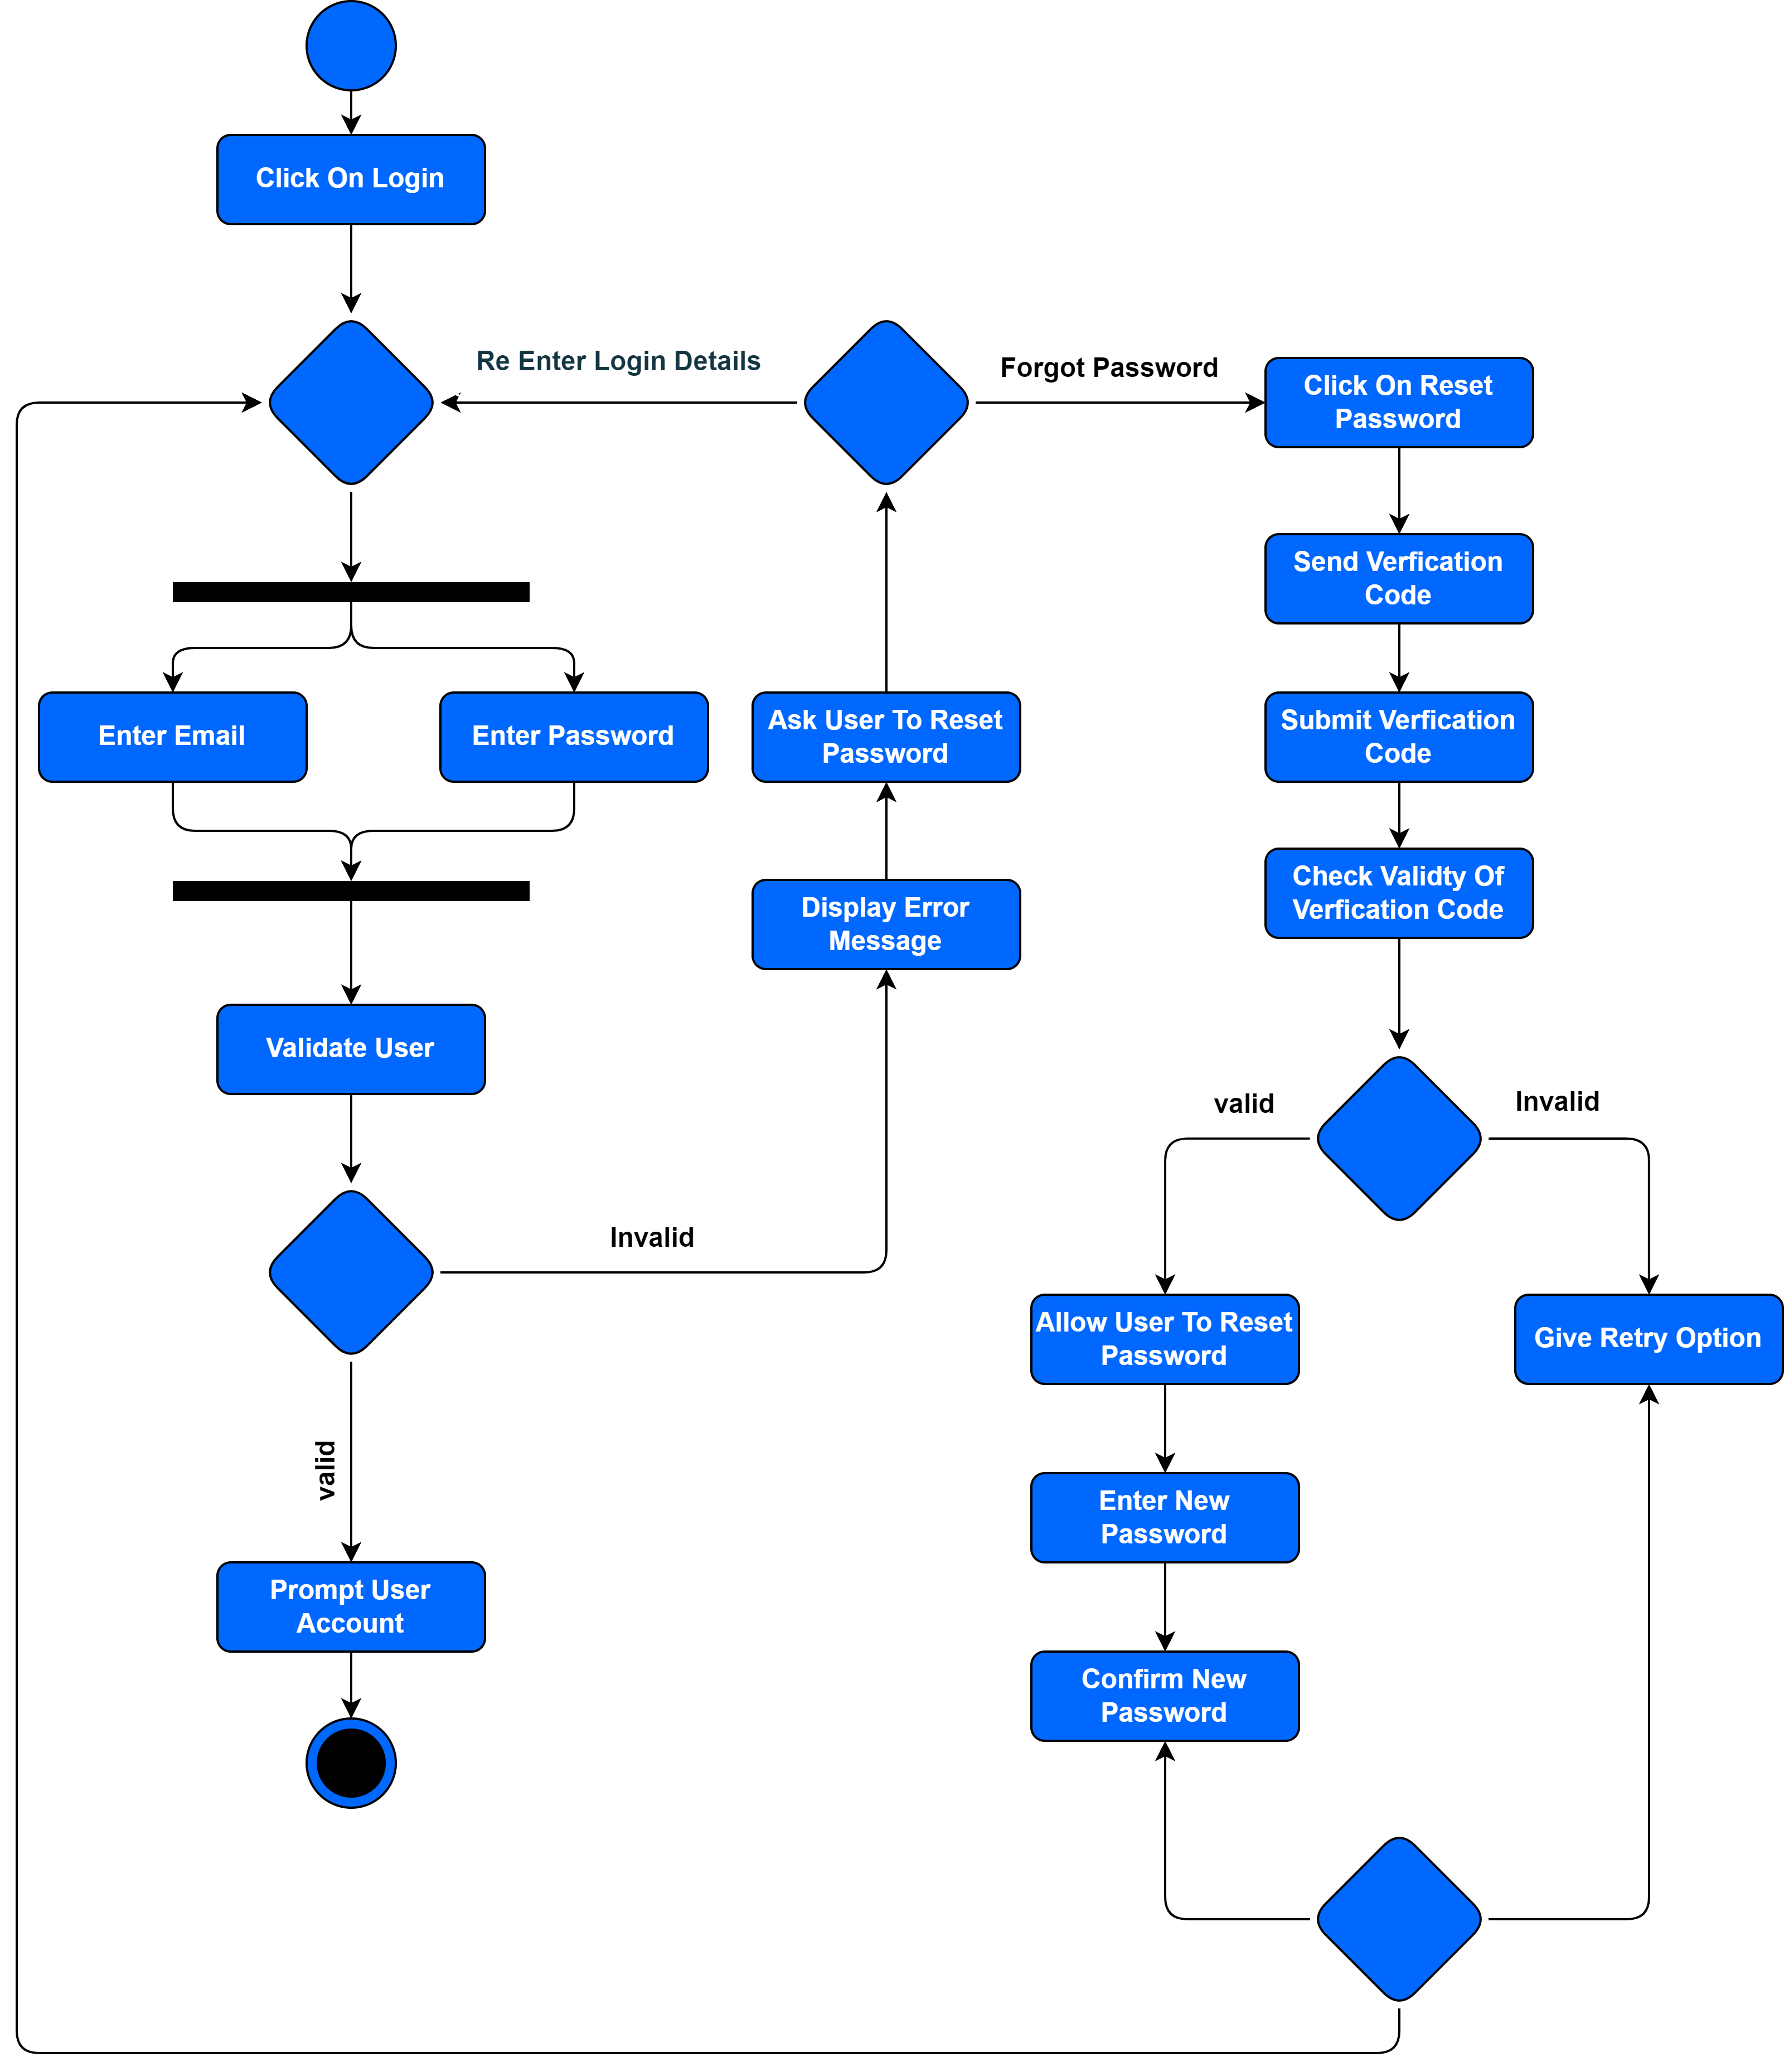 Click On Login
Re Enter Login Details
Forgot Password
Click On Reset
Password
Send Verfication
Code
Enter Email
Enter Password
Ask User To Reset
Password
Submit Verfication
Code
Display Error
Message
Check Validty Of
Verfication Code
Validate User
valid
Invalid
Invalid
Allow User To Reset
Password
Give Retry Option
valid
Enter New
Password
Prompt User
Account
Confirm New
Password